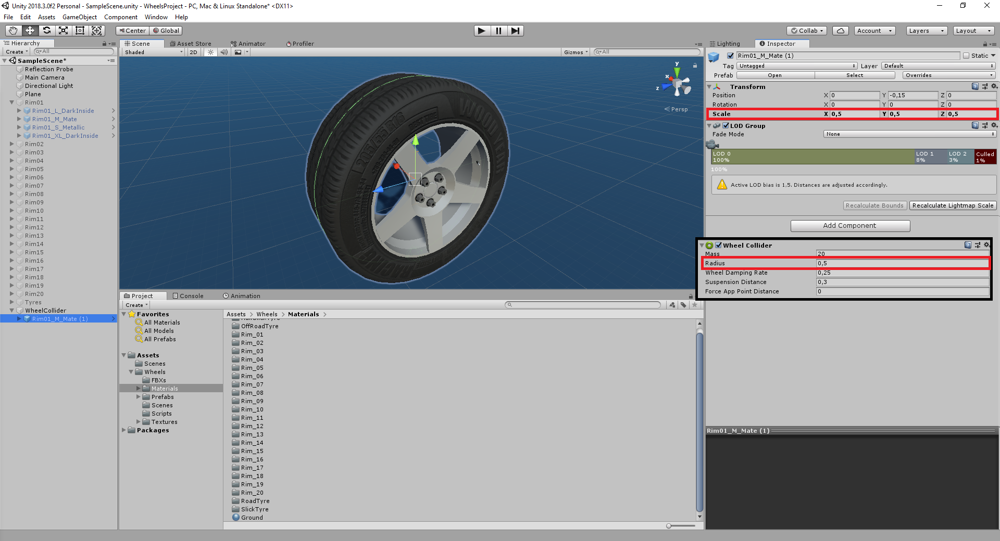 Unity 2018.3.0f2 Personal - SampleScene.unity - WheelsProject - PC, Mac & Linux Standalone* <DX11>
File Edit Assets GameObject Component Window Help
Center Global Collab Account Layers Layout
Hierarchy
Create All
SampleScene*
Reflection Probe
Main Camera
Directional Light
Plane
Rim01
Rim01_L_DarkInside
Rim01_M_Mate
Rim01_S_Metallic
Rim01_XL_DarkInside
Rim02
Rim03
Rim04
Rim05
Rim06
Rim07
Rim08
Rim09
Rim10
Rim11
Rim12
Rim13
Rim14
Rim15
Rim16
Rim17
Rim18
Rim19
Rim20
Tyres
WheelCollider
Rim01_M_Mate (1)
Scene Asset Store Animator Profiler
Shaded 2D Gizmos All
y
x
z
Persp
205/55MG
Project Console Animation
Create
Favorites
All Materials
All Models
All Prefabs
Assets
Scenes
Wheels
FBXs
Materials
Prefabs
Scenes
Scripts
Textures
Packages
Assets > Wheels > Materials >
OffRoadTyre
Rim_01
Rim_02
Rim_03
Rim_04
Rim_05
Rim_06
Rim_07
Rim_08
Rim_09
Rim_10
Rim_11
Rim_12
Rim_13
Rim_14
Rim_15
Rim_16
Rim_17
Rim_18
Rim_19
Rim_20
RoadTyre
SlickTyre
Ground
Lighting Inspector
Rim01_M_Mate (1) Static
Tag Untagged Layer Default
Prefab Open Select Overrides
Transform
Position X 0 Y -0,15 Z 0
Rotation X 0 Y 0 Z 0
Scale X 0,5 Y 0,5 Z 0,5
LOD Group
Fade Mode None
LOD 0 LOD 1 LOD 2 Culled
100% 8% 3% 1%
100%
Active LOD bias is 1,5. Distances are adjusted accordingly.
Recalculate Bounds Recalculate Lightmap Scale
Add Component
Wheel Collider
Mass 20
Radius 0,5
Wheel Damping Rate 0,25
Suspension Distance 0,3
Force App Point Distance 0
Rim01_M_Mate (1)